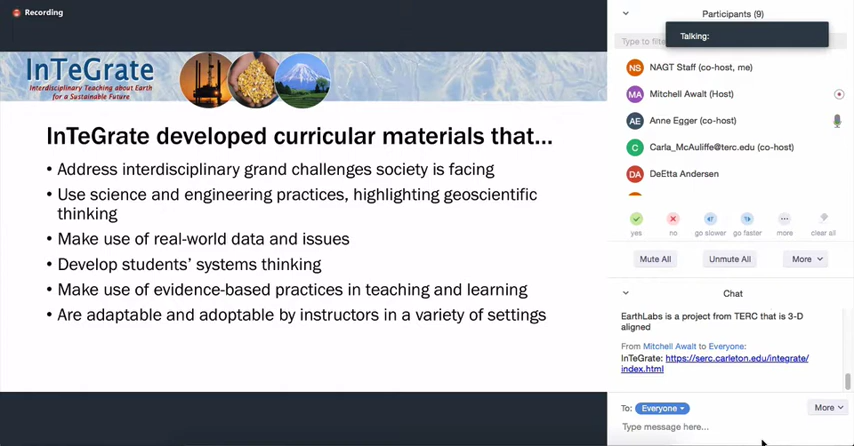 Recording
InTeGrate
Interdisciplinary Teaching about Earth
for a Sustainable Future
InTeGrate developed curricular materials that...
• Address interdisciplinary grand challenges society is facing
• Use science and engineering practices, highlighting geoscientific
thinking
• Make use of real-world data and issues
• Develop students' systems thinking
• Make use of evidence-based practices in teaching and learning
• Are adaptable and adoptable by instructors in a variety of settings
Participants (9)
Talking:
Type to filte
NS NAGT Staff (co-host, me)
MA Mitchell Awalt (Host)
AE Anne Egger (co-host)
C Carla_McAuliffe@terc.edu (co-host)
DA DeEtta Andersen
yes no go slower go faster more clear all
Mute All Unmute All More
Chat
EarthLabs is a project from TERC that is 3-D
aligned
From Mitchell Awalt to Everyone:
InTeGrate: https://serc.carleton.edu/integrate/
index.html
To: Everyone More
Type message here...